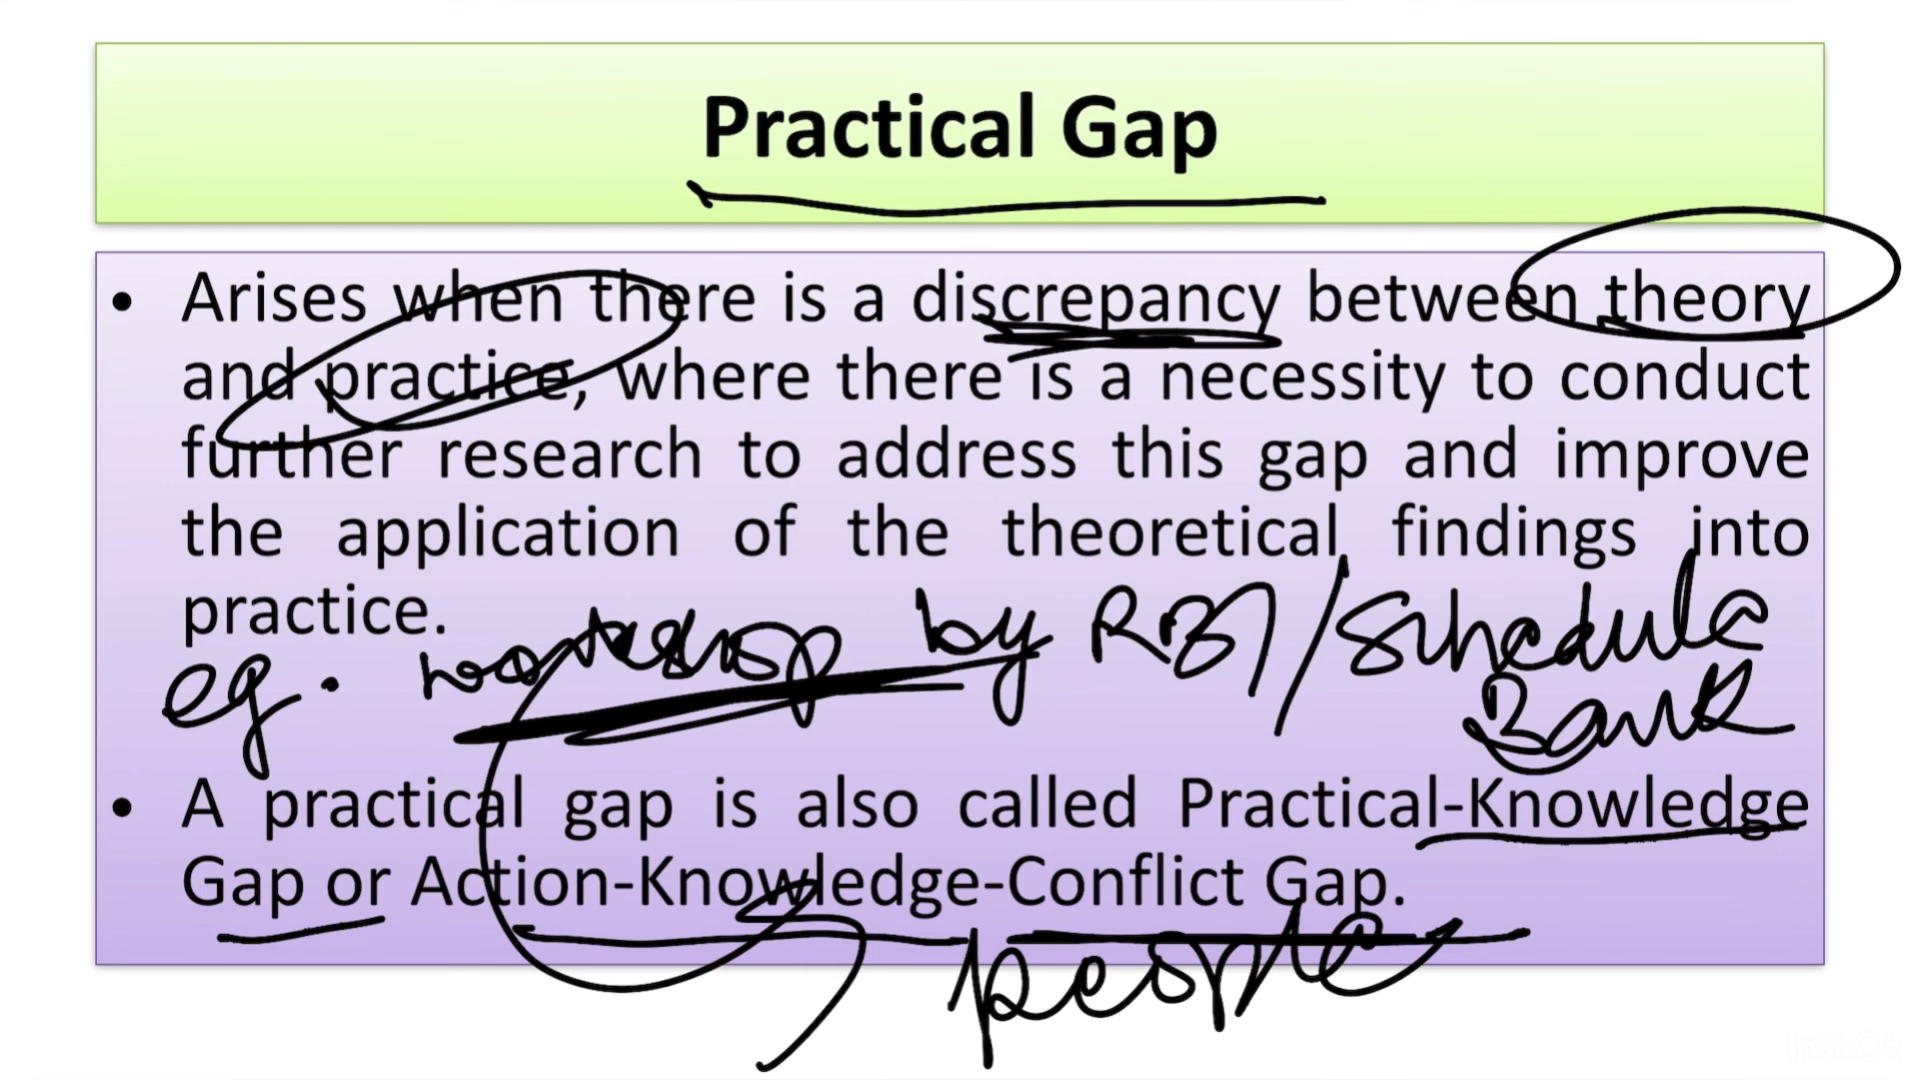 Practical Gap
• Arises when there is a discrepancy between theory
and practice, where there is a necessity to conduct
further research to address this gap and improve
the application of the theoretical findings into
practice.
eg. workshop by RBI/Schedule
Bank
• A practical gap is also called Practical-Knowledge
Gap or Action-Knowledge-Conflict Gap.
people